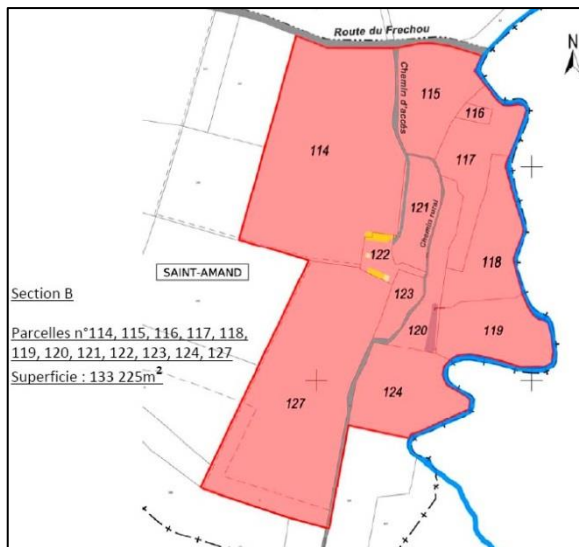 Route du Frechou
N
Chemin d'accès
115
116
114
117
121
Chemin rural
122
118
SAINT-AMAND
123
Section B
120
119
Parcelles n°114, 115, 116, 117, 118,
119, 120, 121, 122, 123, 124, 127
Superficie : 133 225m²
124
127